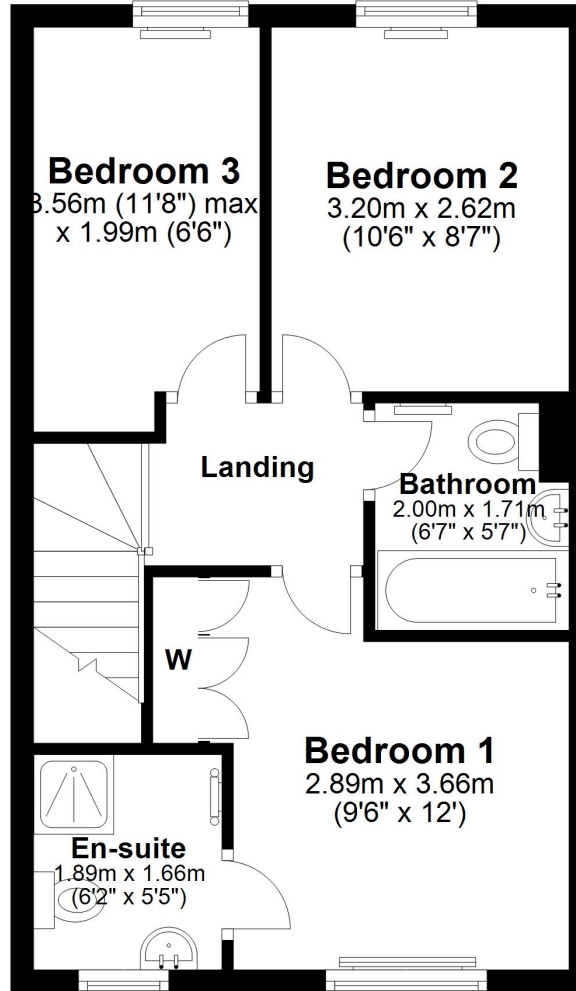 Bedroom 3
3.56m (11'8") max
x 1.99m (6'6")
Bedroom 2
3.20m x 2.62m
(10'6" x 8'7")
Landing
Bathroom
2.00m x 1.71m
(6'7" x 5'7")
W
Bedroom 1
2.89m x 3.66m
(9'6" x 12')
En-suite
1.89m x 1.66m
(6'2" x 5'5")